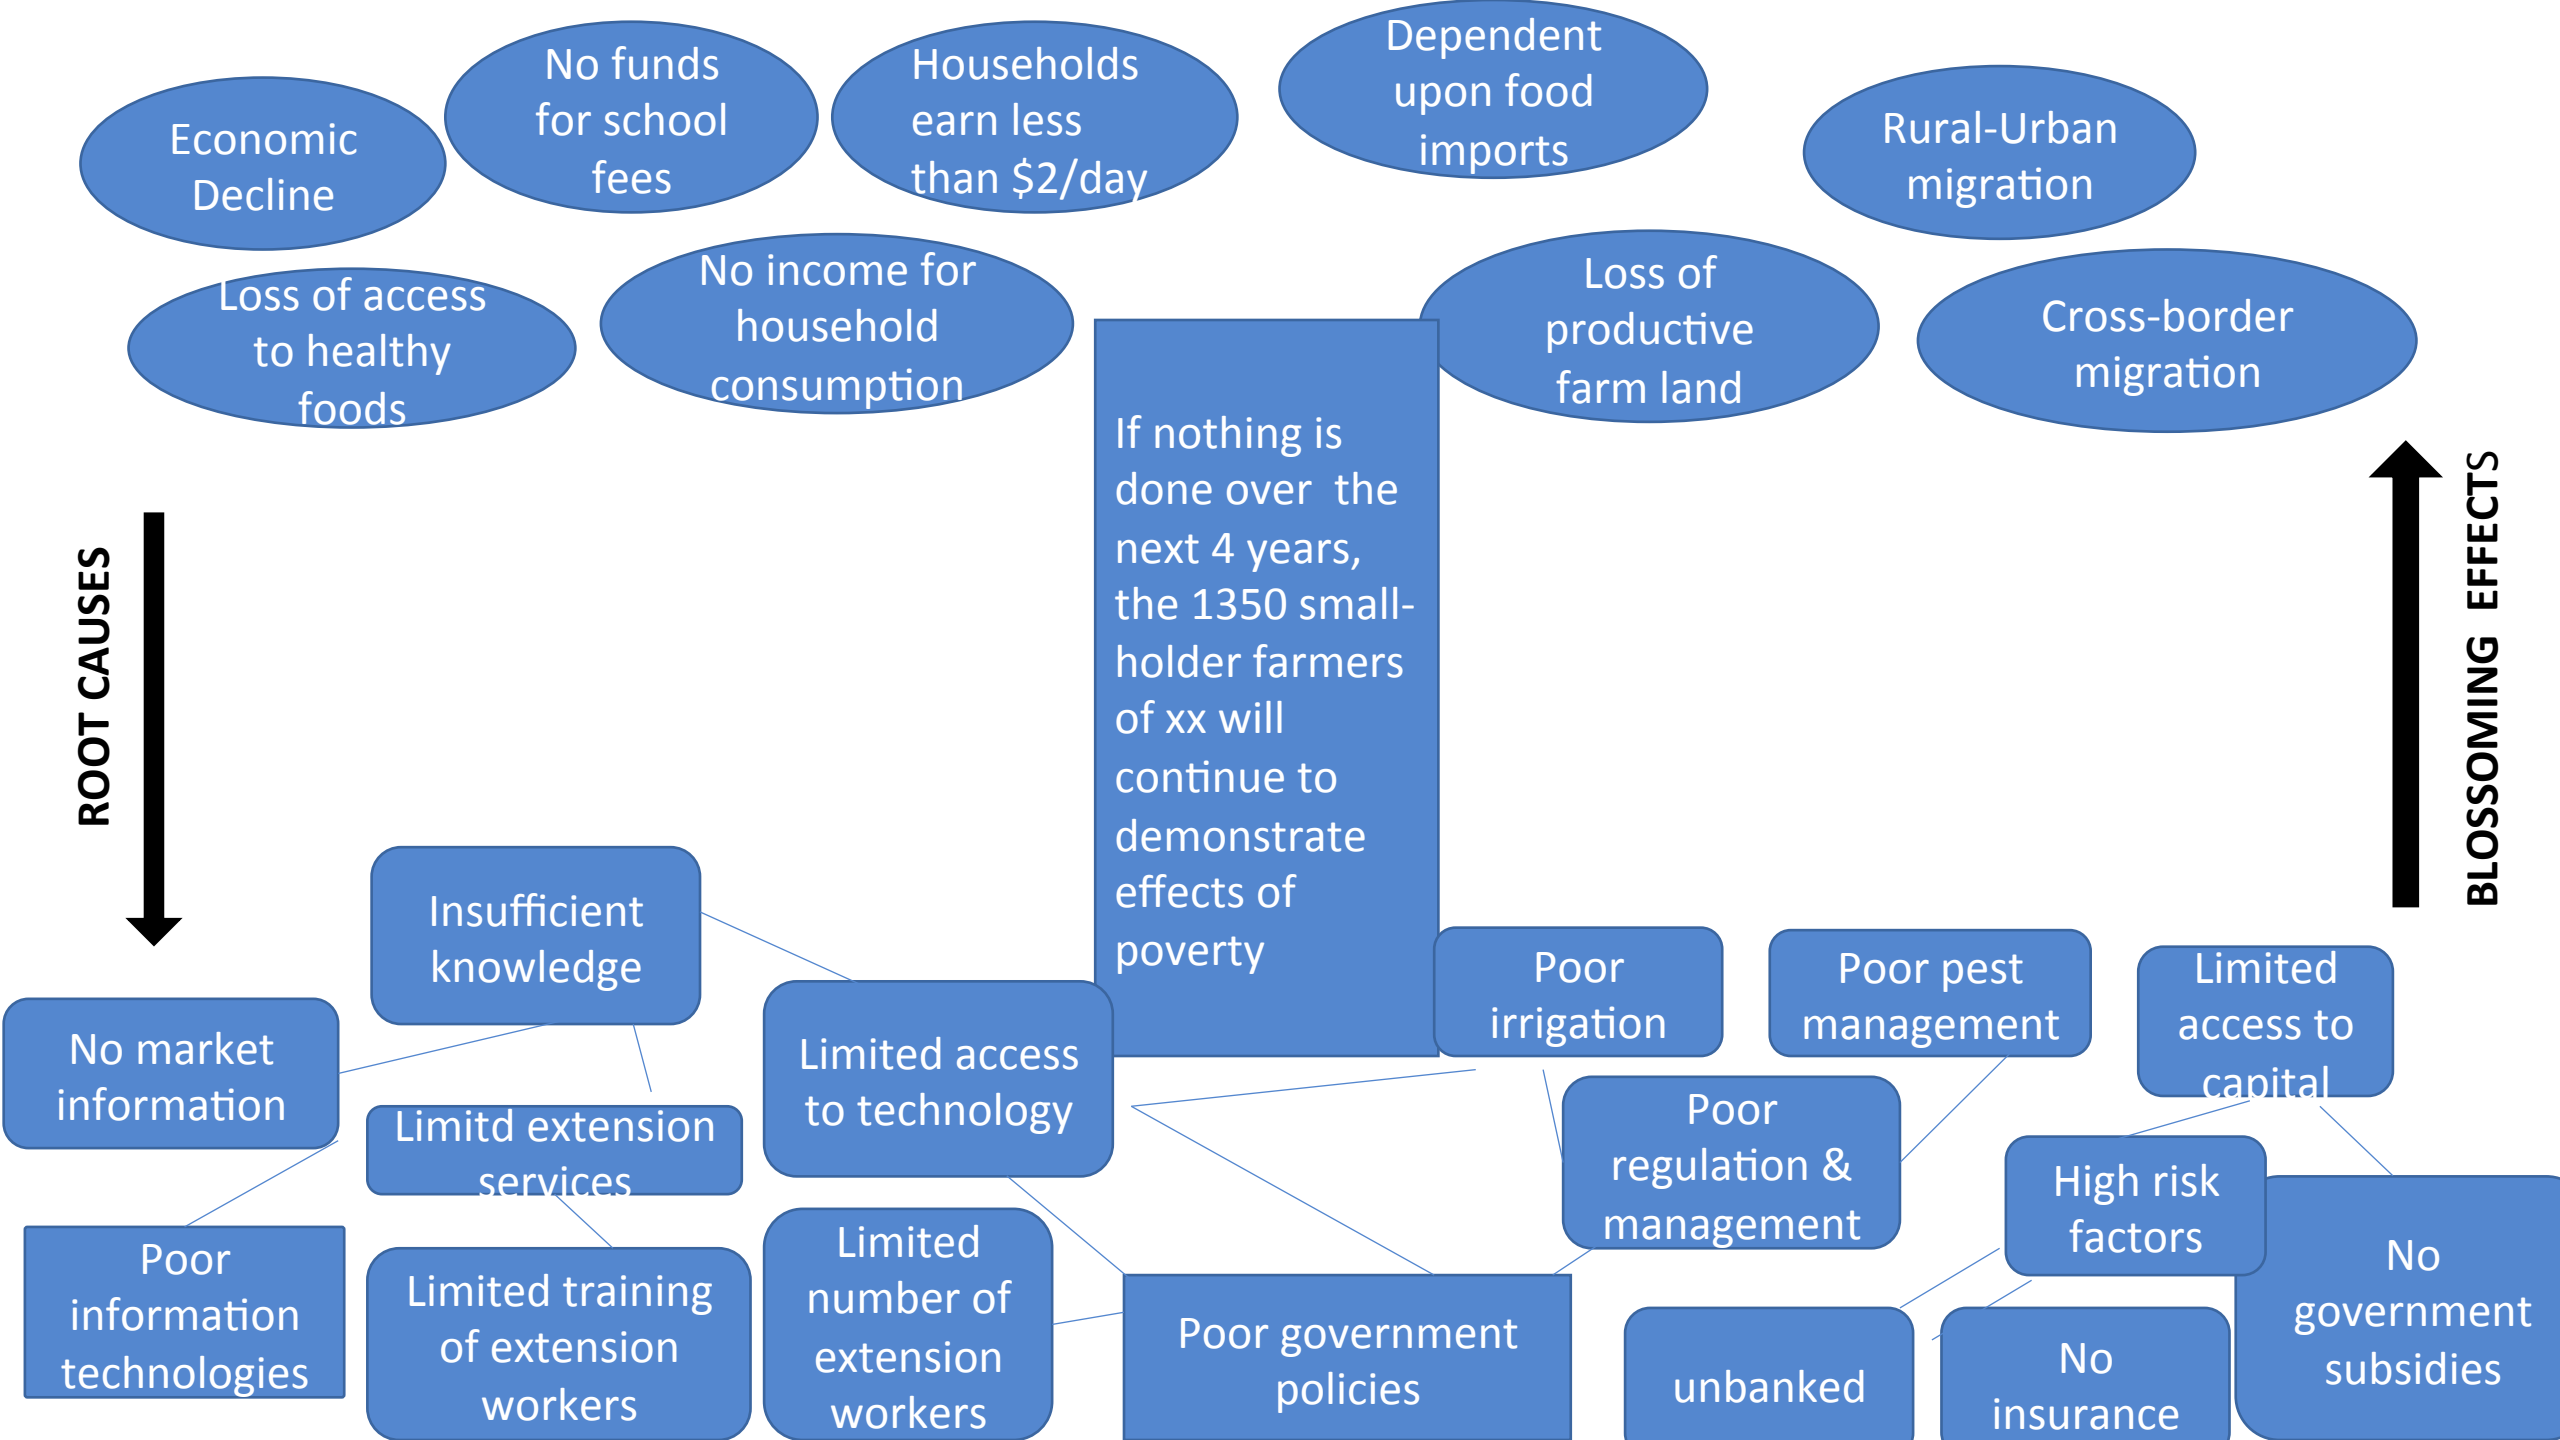 Economic
Decline
No funds
for school
fees
Households
earn less
than $2/day
Dependent
upon food
imports
Rural-Urban
migration
Loss of access
to healthy
foods
No income for
household
consumption
Loss of
productive
farm land
Cross-border
migration
ROOT CAUSES
If nothing is
done over the
next 4 years,
the 1350 small-
holder farmers
of xx will
continue to
demonstrate
effects of
poverty
BLOSSOMING EFFECTS
Insufficient
knowledge
No market
information
Limitd extension
services
Limited access
to technology
Poor
irrigation
Poor pest
management
Limited
access to
capital
Poor
regulation &
management
High risk
factors
No
government
subsidies
Poor
information
technologies
Limited training
of extension
workers
Limited
number of
extension
workers
Poor government
policies
unbanked
No
insurance